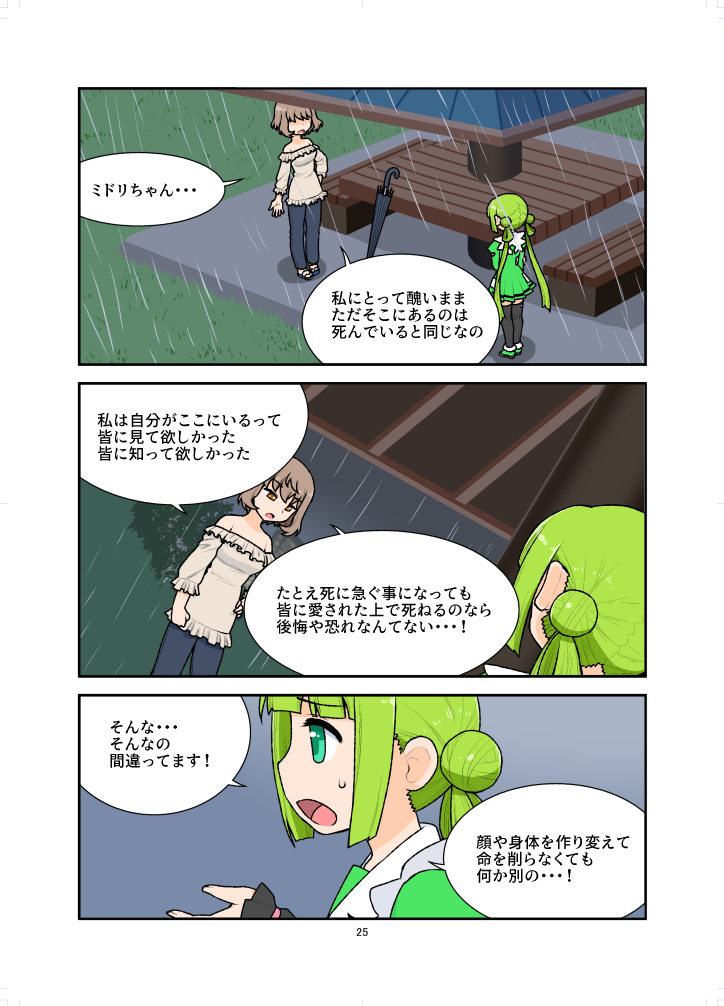 ミドリちゃん・・・
私にとって醜いまま
ただそこにあるのは
死んでいると同じなの
私は自分がここにいるって
皆に見て欲しかった
皆に知って欲しかった
たとえ死に急ぐ事になっても
皆に愛された上で死ねるのなら
後悔や恐れなんてない・・・！
そんな・・・
そんなの
間違ってます！
顔や身体を作り変えて
命を削らなくても
何か別の・・・！
25